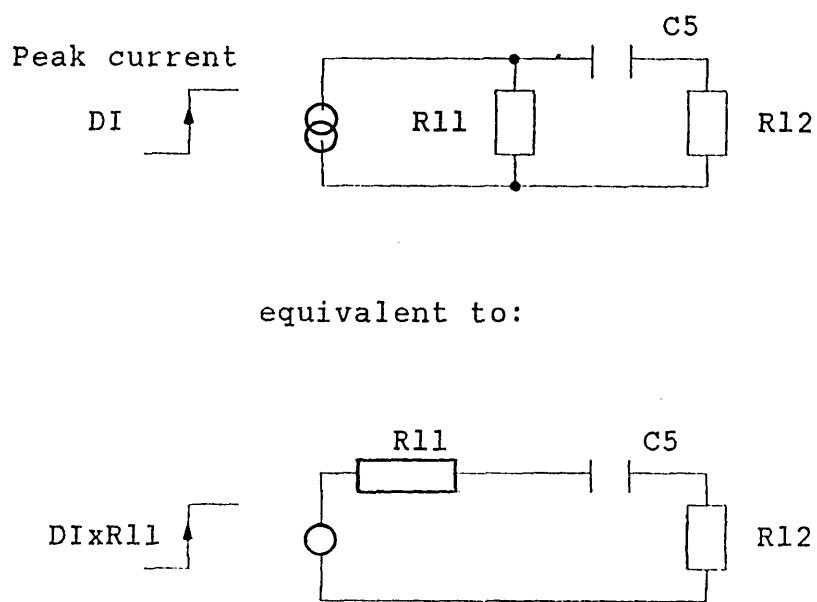 C5
Peak current
DI
R11
R12
equivalent to:
R11
C5
DIxR11
R12